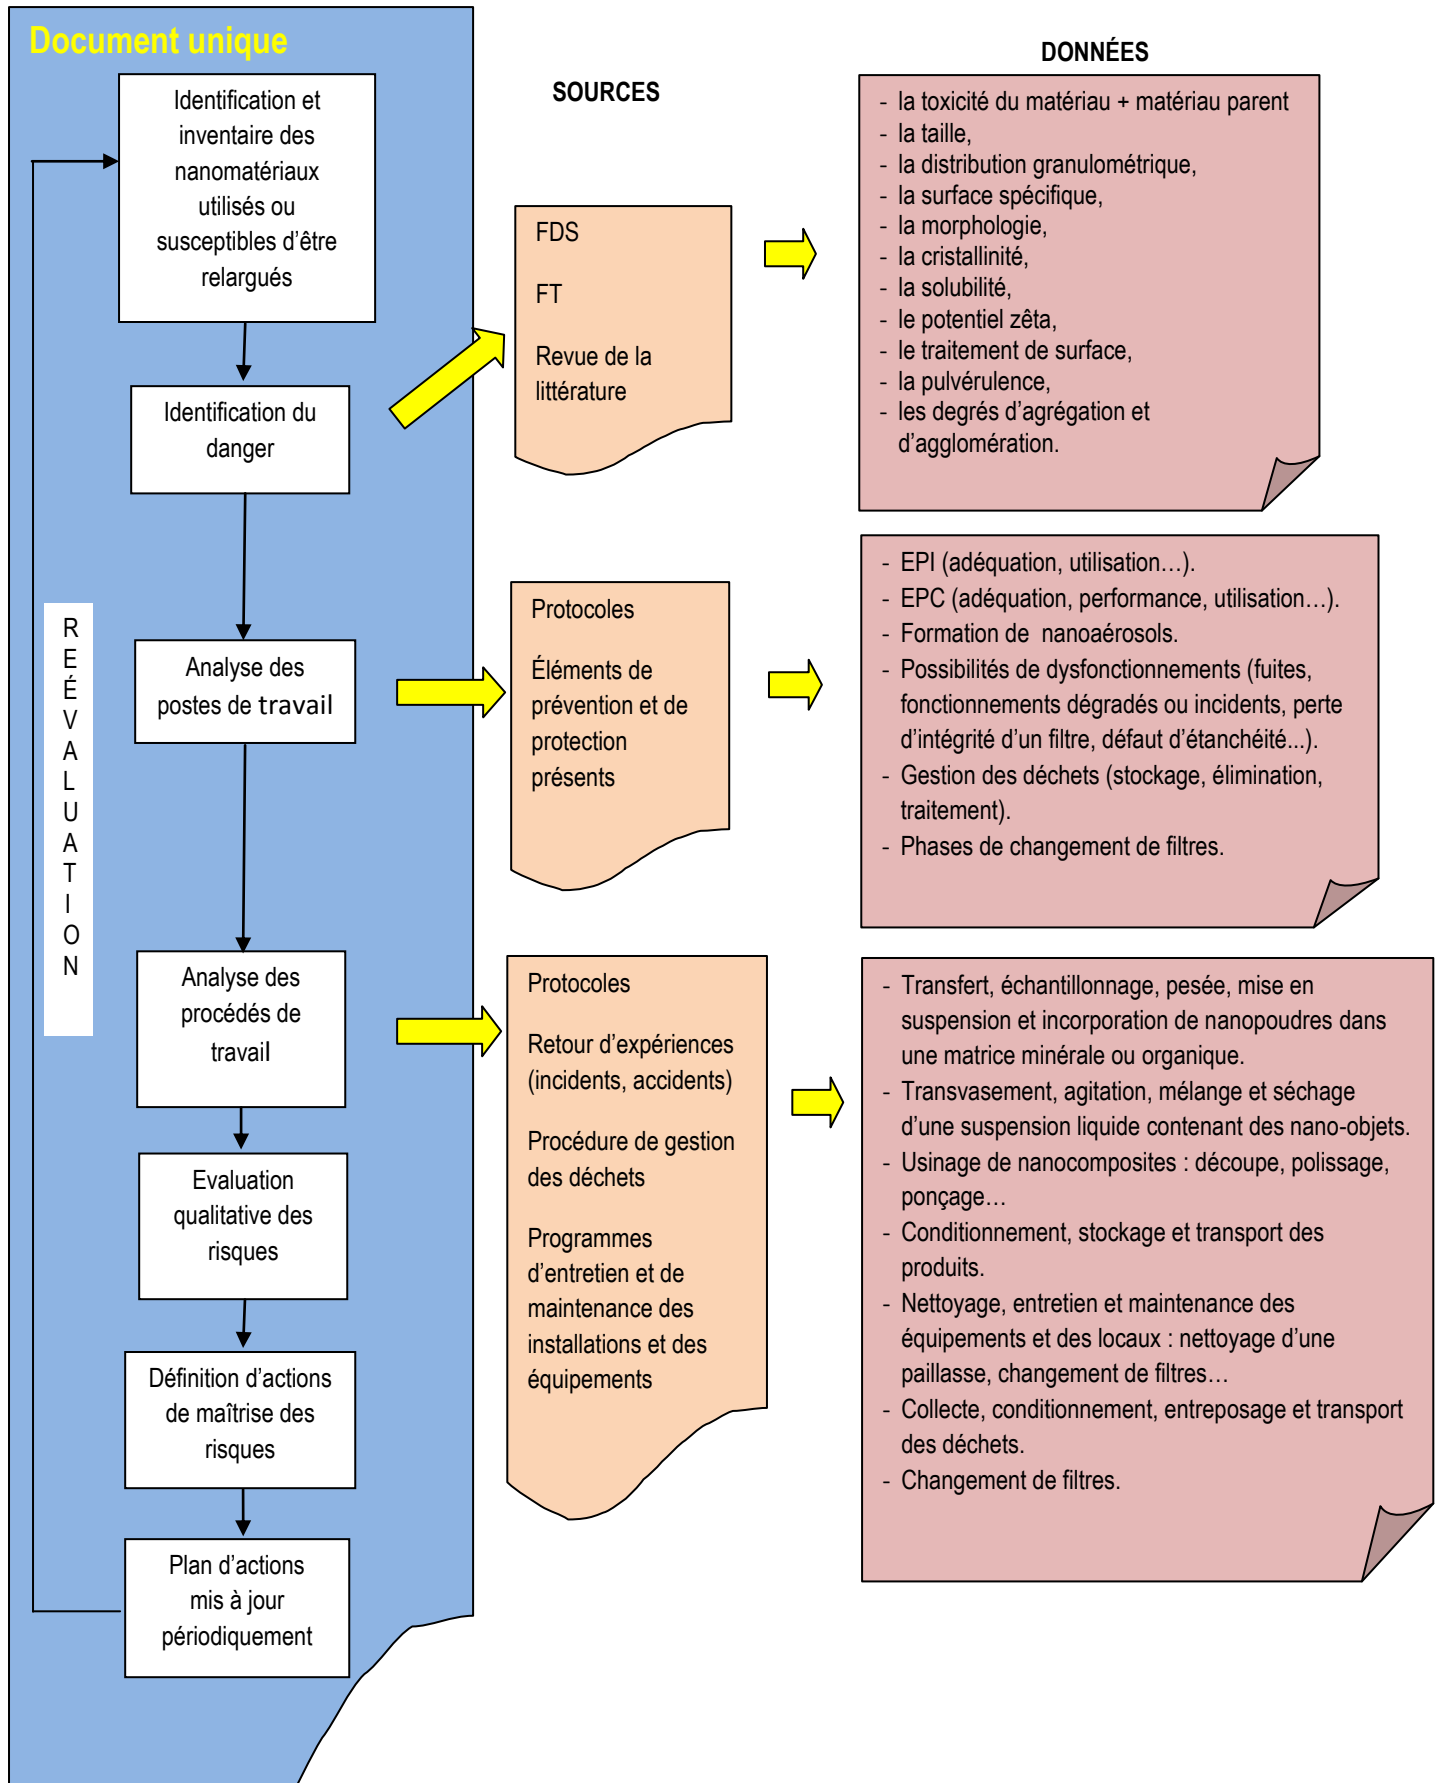 Document unique
Identification et
inventaire des
nanomatériaux
utilisés ou
susceptibles d’être
relargués
Identification du
danger
Analyse des
postes de travail
Analyse des
procédés de
travail
Evaluation
qualitative des
risques
Définition d’actions
de maîtrise des
risques
Plan d’actions
mis à jour
périodiquement
R
E
É
V
A
L
U
A
T
I
O
N
SOURCES
FDS
FT
Revue de la
littérature
Protocoles
Éléments de
prévention et de
protection
présents
Protocoles
Retour d’expériences
(incidents, accidents)
Procédure de gestion
des déchets
Programmes
d’entretien et de
maintenance des
installations et des
équipements
DONNÉES
- la toxicité du matériau + matériau parent
- la taille,
- la distribution granulométrique,
- la surface spécifique,
- la morphologie,
- la cristallinité,
- la solubilité,
- le potentiel zêta,
- le traitement de surface,
- la pulvérulence,
- les degrés d’agrégation et
d’agglomération.
- EPI (adéquation, utilisation…).
- EPC (adéquation, performance, utilisation…).
- Formation de nanoaérosols.
- Possibilités de dysfonctionnements (fuites,
fonctionnements dégradés ou incidents, perte
d’intégrité d’un filtre, défaut d’étanchéité...).
- Gestion des déchets (stockage, élimination,
traitement).
- Phases de changement de filtres.
- Transfert, échantillonnage, pesée, mise en
suspension et incorporation de nanopoudres dans
une matrice minérale ou organique.
- Transvasement, agitation, mélange et séchage
d’une suspension liquide contenant des nano-objets.
- Usinage de nanocomposites : découpe, polissage,
ponçage…
- Conditionnement, stockage et transport des
produits.
- Nettoyage, entretien et maintenance des
équipements et des locaux : nettoyage d’une
paillasse, changement de filtres…
- Collecte, conditionnement, entreposage et transport
des déchets.
- Changement de filtres.